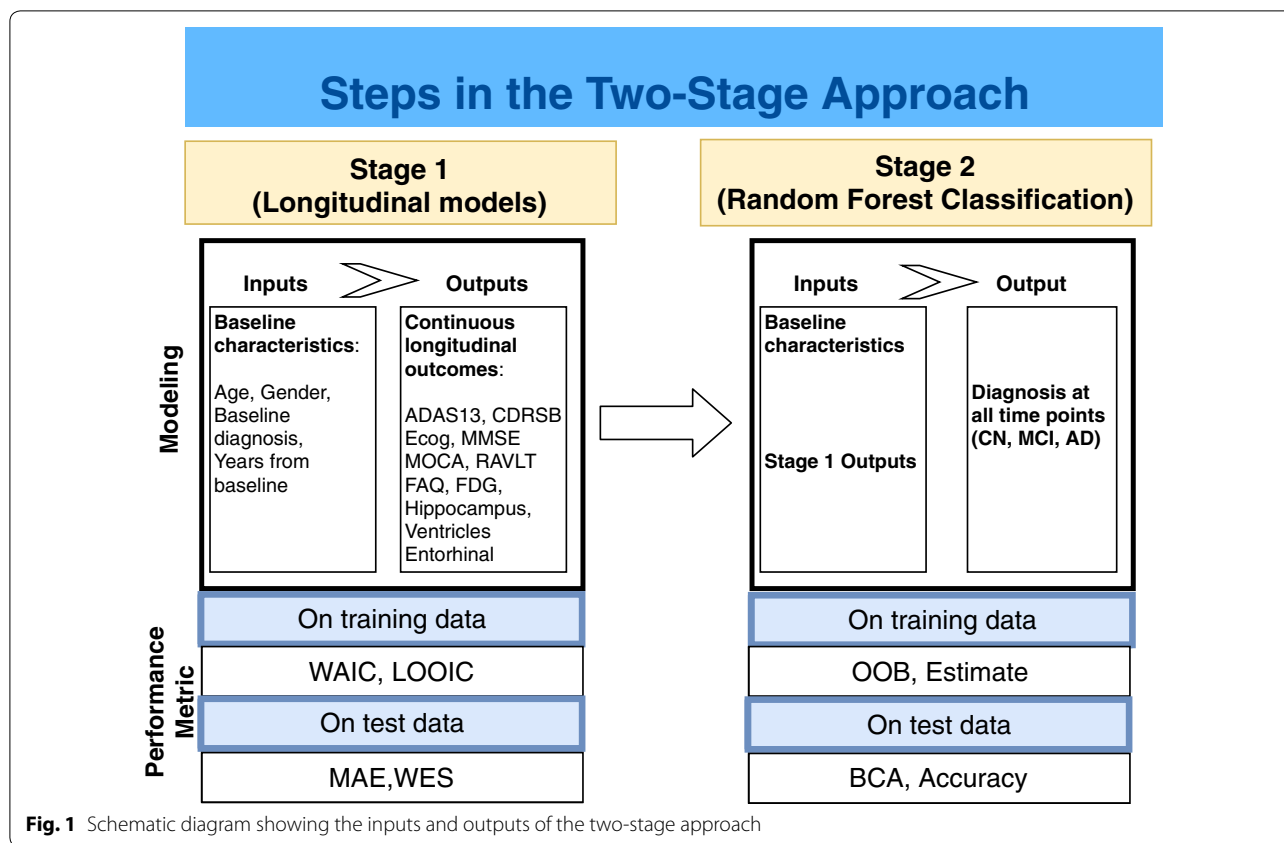 Steps in the Two-Stage Approach
Stage 1
(Longitudinal models)
Stage 2
(Random Forest Classification)
Modeling
Inputs
Outputs
Baseline
characteristics:
Age, Gender,
Baseline
diagnosis,
Years from
baseline
Continuous
longitudinal
outcomes:
ADAS13, CDRSB
Ecog, MMSE
MOCA, RAVLT
FAQ, FDG,
Hippocampus,
Ventricles
Entorhinal
Inputs
Output
Baseline
characteristics
Stage 1 Outputs
Diagnosis at
all time points
(CN, MCI, AD)
Performance
Metric
On training data
WAIC, LOOIC
On test data
MAE,WES
On training data
OOB, Estimate
On test data
BCA, Accuracy
Fig. 1 Schematic diagram showing the inputs and outputs of the two-stage approach